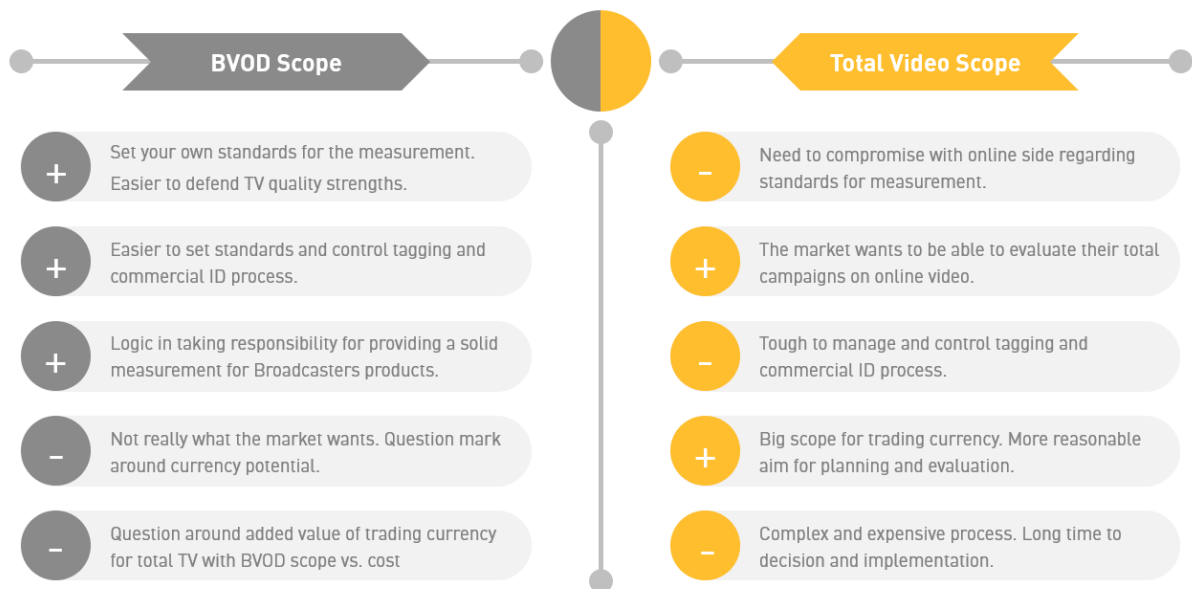 BVOD Scope
+
Set your own standards for the measurement.
Easier to defend TV quality strengths.
+
Easier to set standards and control tagging and
commercial ID process.
+
Logic in taking responsibility for providing a solid
measurement for Broadcasters products.
-
Not really what the market wants. Question mark
around currency potential.
-
Question around added value of trading currency
for total TV with BVOD scope vs. cost
Total Video Scope
-
Need to compromise with online side regarding
standards for measurement.
+
The market wants to be able to evaluate their total
campaigns on online video.
-
Tough to manage and control tagging and
commercial ID process.
+
Big scope for trading currency. More reasonable
aim for planning and evaluation.
-
Complex and expensive process. Long time to
decision and implementation.